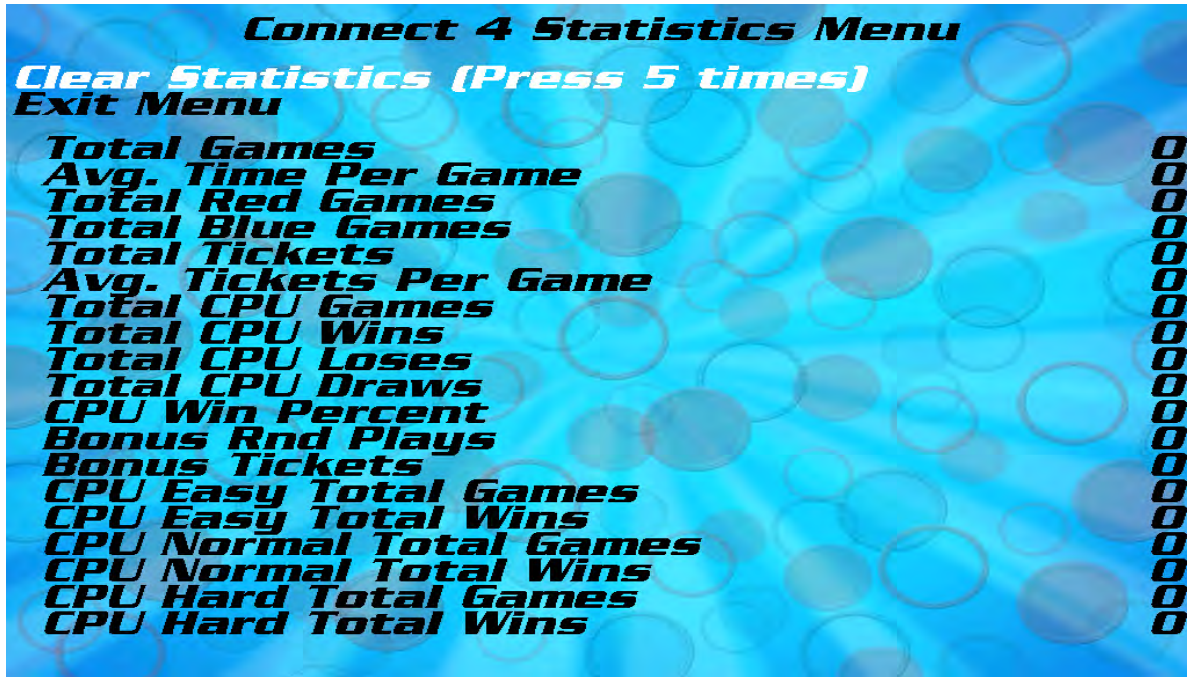 Connect 4 Statistics Menu
Clear Statistics (Press 5 times)
Exit Menu
Total Games 0
Avg. Time Per Game 0
Total Red Games 0
Total Blue Games 0
Total Tickets 0
Avg. Tickets Per Game 0
Total CPU Games 0
Total CPU Wins 0
Total CPU Loses 0
Total CPU Draws 0
CPU Win Percent 0
Bonus Rnd Plays 0
Bonus Tickets 0
CPU Easy Total Games 0
CPU Easy Total Wins 0
CPU Normal Total Games 0
CPU Normal Total Wins 0
CPU Hard Total Games 0
CPU Hard Total Wins 0